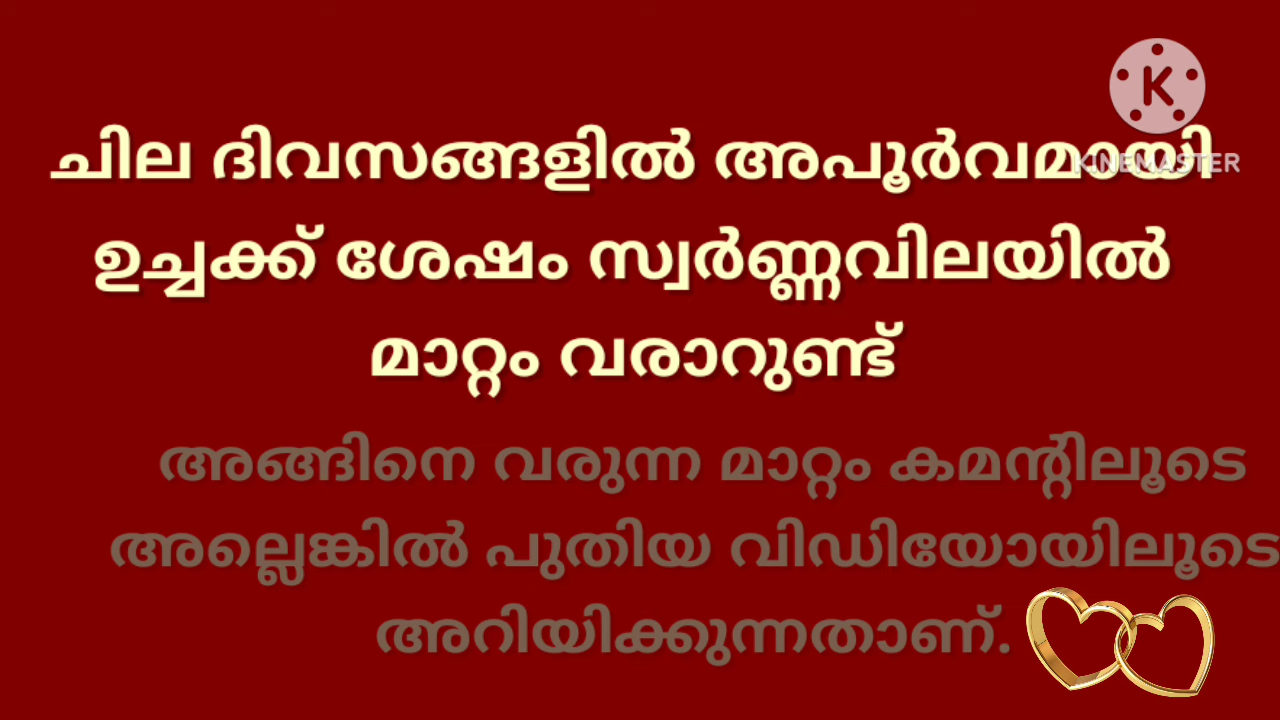 ചില ദിവസങ്ങളിൽ അപൂർവമായി
ഉച്ചക്ക് ശേഷം സ്വർണ്ണവിലയിൽ
മാറ്റം വരാറുണ്ട്
അങ്ങിനെ വരുന്ന മാറ്റം കമന്റിലൂടെ
അല്ലെങ്കിൽ പുതിയ വിഡിയോയിലൂടെ
അറിയിക്കുന്നതാണ്.
K
KINEMASTER